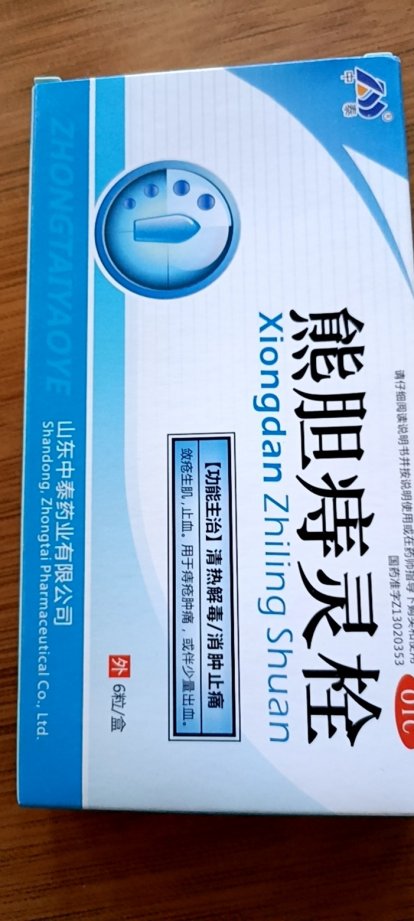 中泰
®
请仔细阅读说明书并按说明使用或在药师指导下购买和使用
国药准字Z13020353
OTC
熊胆痔灵栓
Xiongdan Zhiling Shuan
【功能主治】清热解毒/消肿止痛
敛疮生肌,止血。用于痔疮肿痛，或伴少量出血。
外 6粒/盒
山东中泰药业有限公司
Shandong, Zhongtai Pharmaceutical Co., Ltd.
ZHONGTAIYAOYE